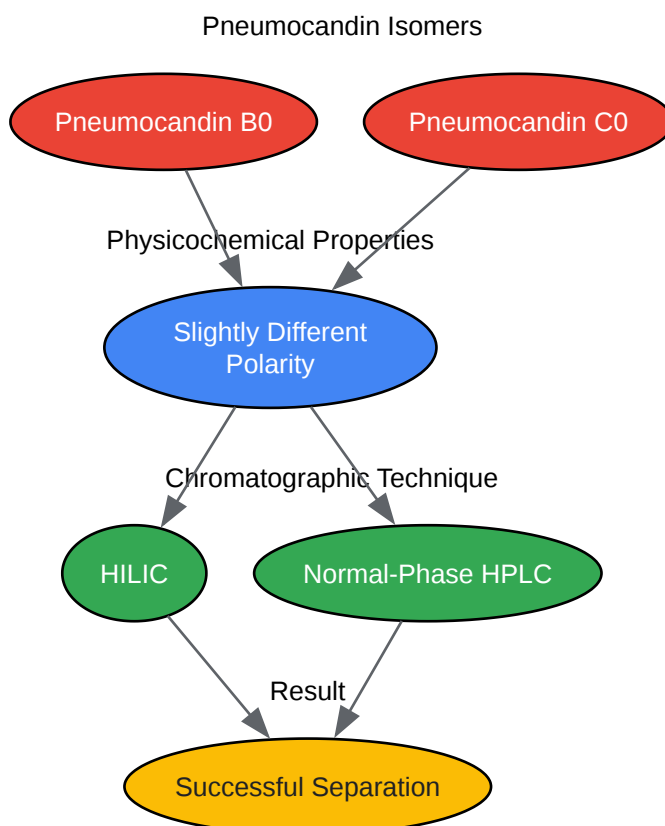 Pneumocandin Isomers
Pneumocandin B0
Pneumocandin C0
Physicochemical Properties
Slightly Different
Polarity
Chromatographic Technique
HILIC
Normal-Phase HPLC
Result
Successful Separation